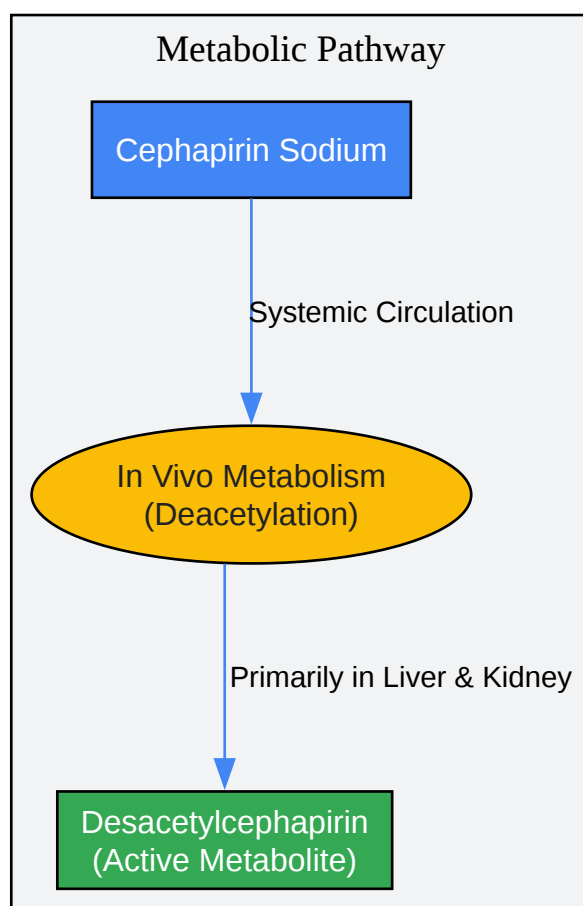 Metabolic Pathway
Cephapirin Sodium
Systemic Circulation
In Vivo Metabolism
(Deacetylation)
Primarily in Liver & Kidney
Desacetylcephapirin
(Active Metabolite)